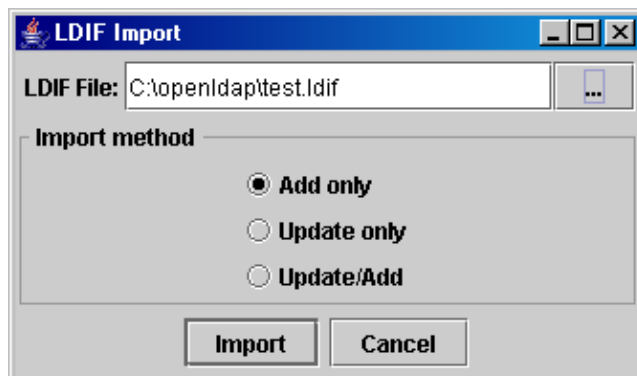 LDIF Import
LDIF File: C:\openldap\test.ldif ...
Import method
Add only
Update only
Update/Add
Import Cancel